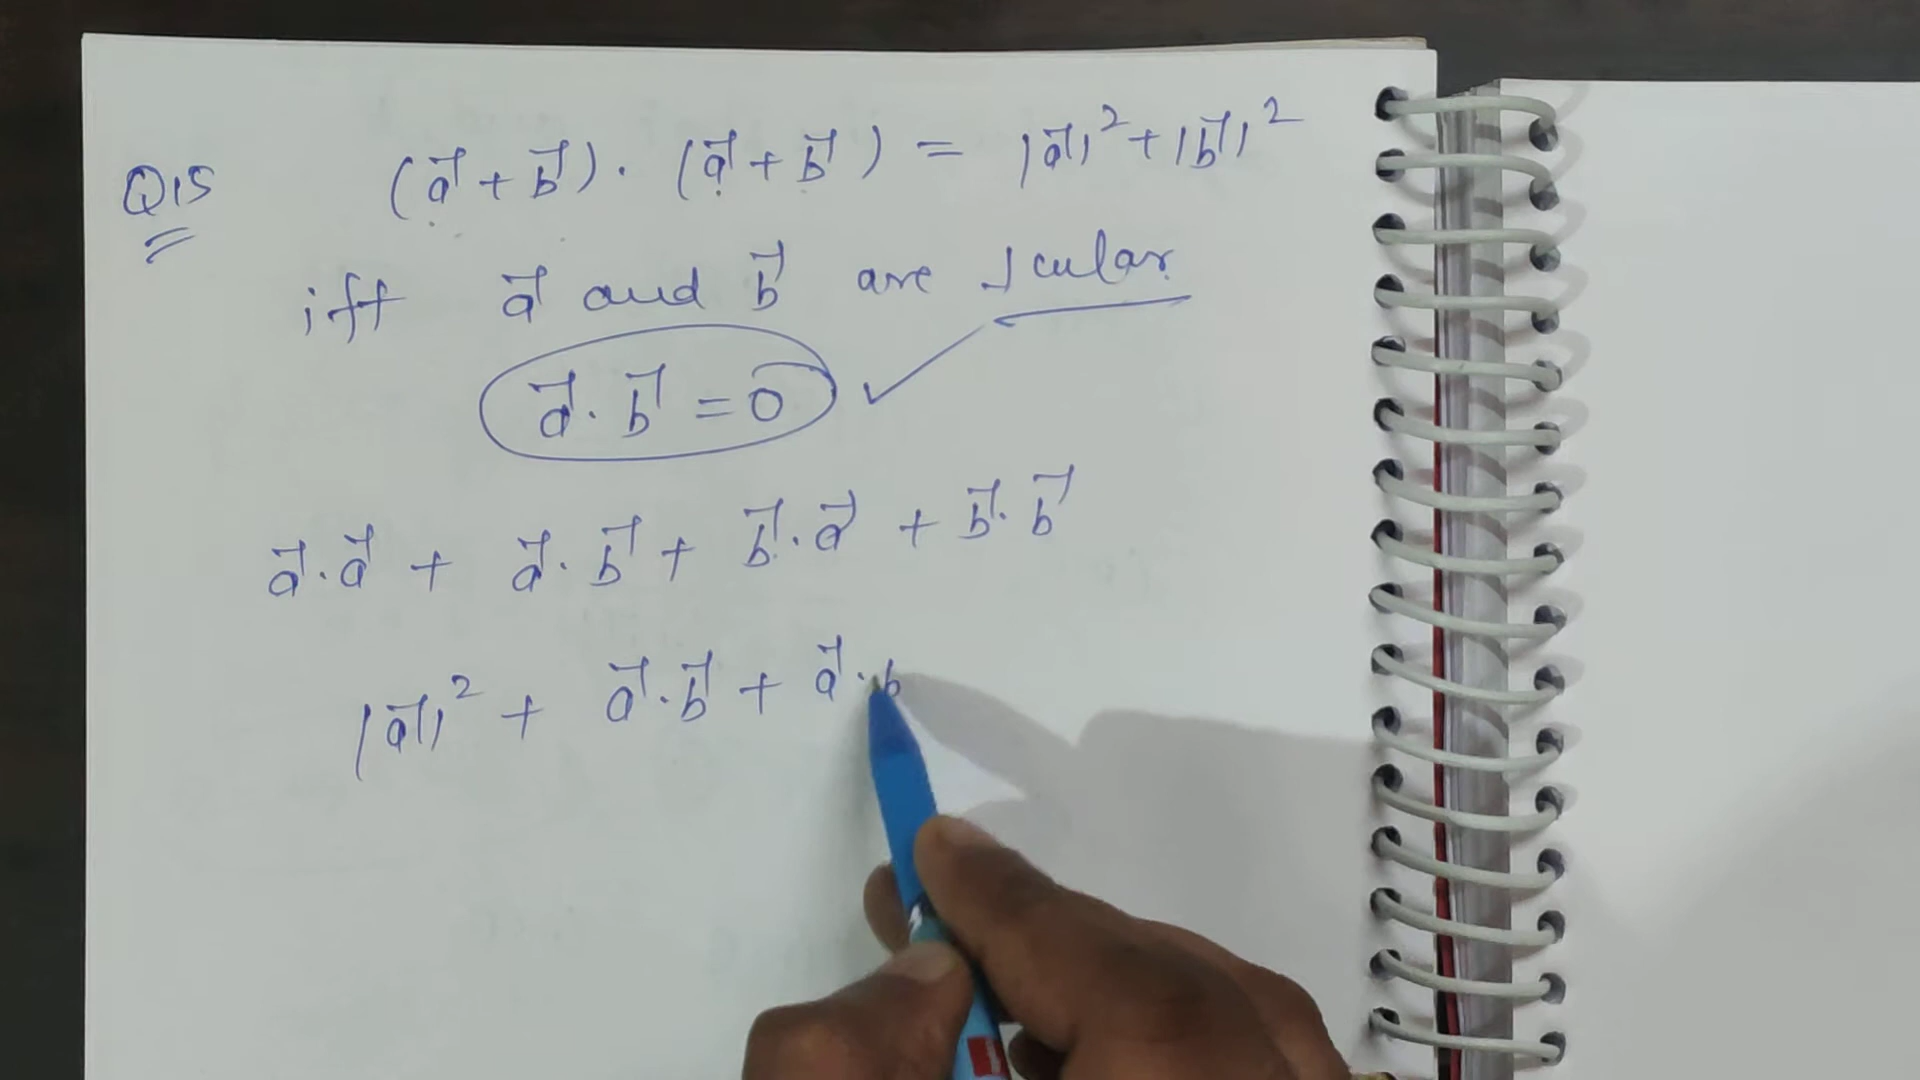 Q15 (a⃗ + b⃗) · (a⃗ + b⃗) = |a⃗|² + |b⃗|²
iff a⃗ and b⃗ are ⊥cular
a⃗ · b⃗ = 0
a⃗ · a⃗ + a⃗ · b⃗ + b⃗ · a⃗ + b⃗ · b⃗
|a⃗|² + a⃗ · b⃗ + a⃗ · b